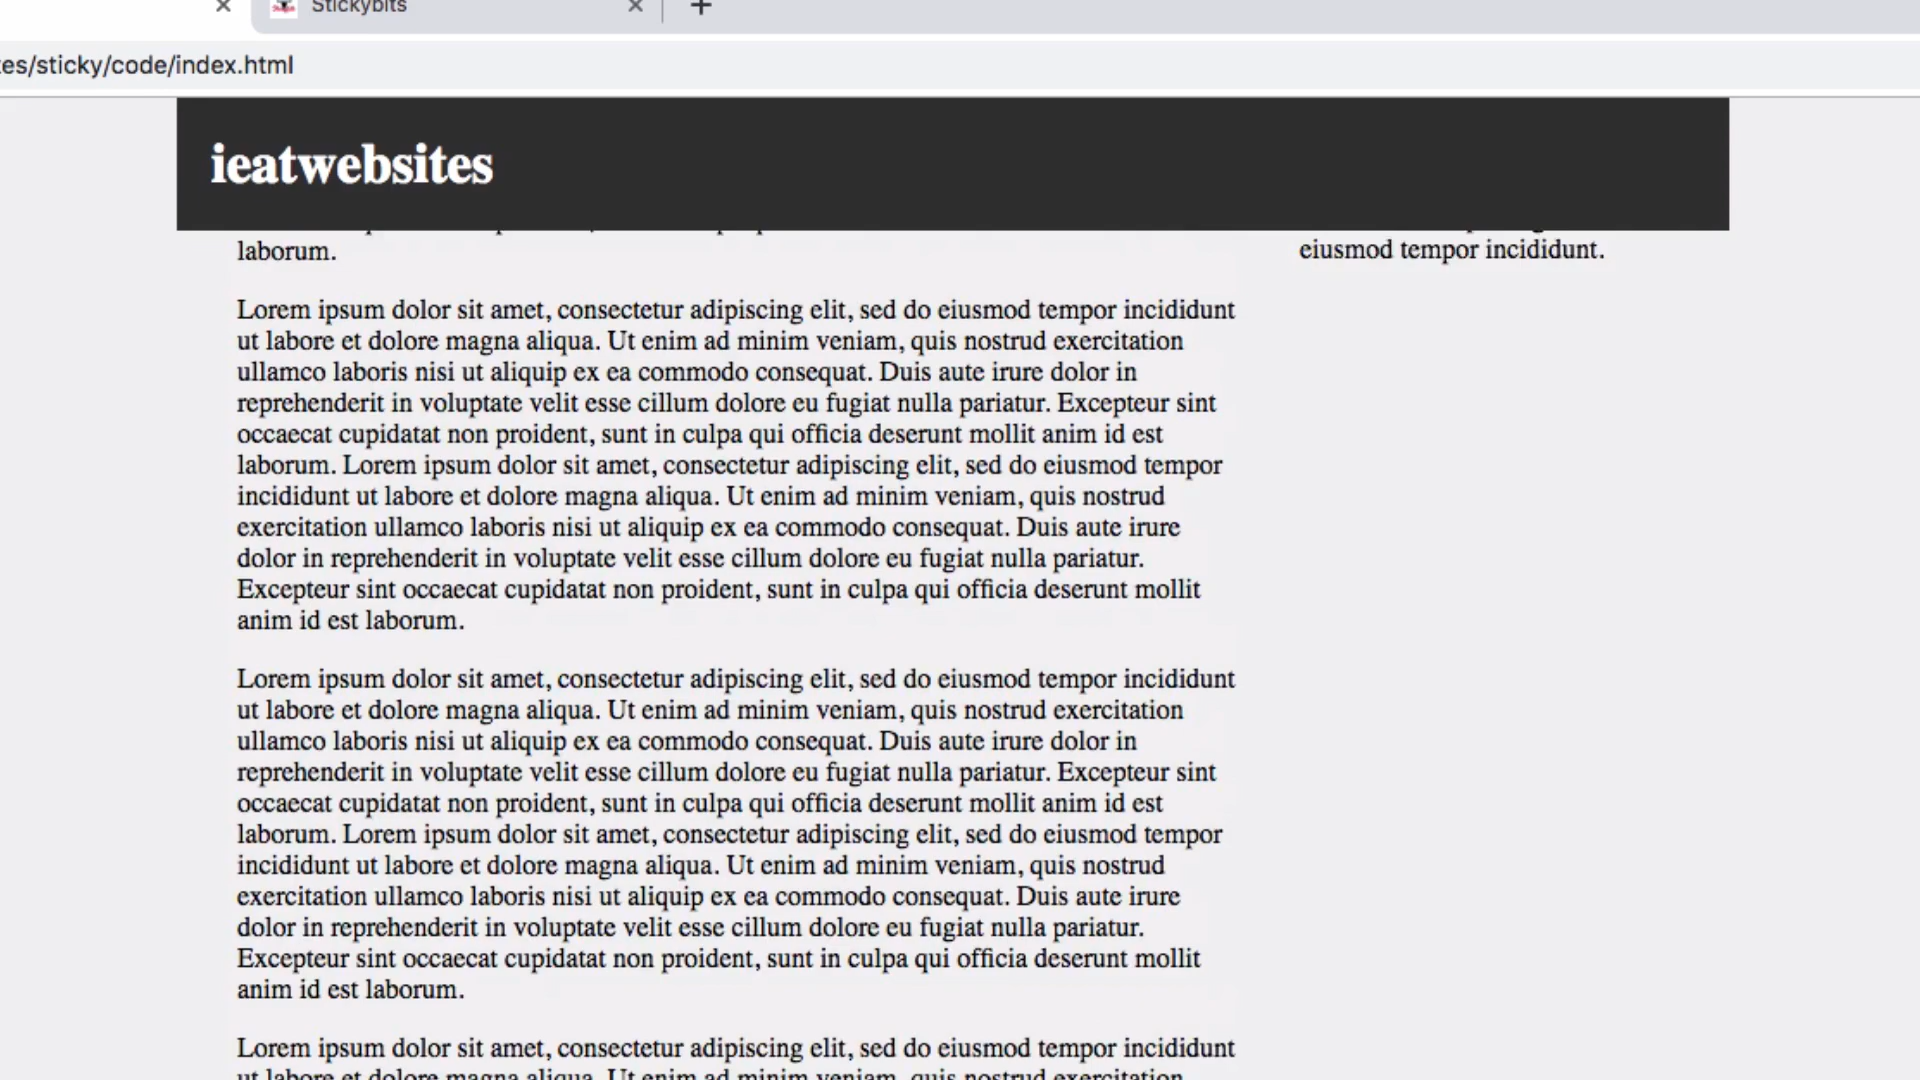 Stickybits
es/sticky/code/index.html
ieatwebsites
laborum.
Lorem ipsum dolor sit amet, consectetur adipiscing elit, sed do eiusmod tempor incididunt
ut labore et dolore magna aliqua. Ut enim ad minim veniam, quis nostrud exercitation
ullamco laboris nisi ut aliquip ex ea commodo consequat. Duis aute irure dolor in
reprehenderit in voluptate velit esse cillum dolore eu fugiat nulla pariatur. Excepteur sint
occaecat cupidatat non proident, sunt in culpa qui officia deserunt mollit anim id est
laborum. Lorem ipsum dolor sit amet, consectetur adipiscing elit, sed do eiusmod tempor
incididunt ut labore et dolore magna aliqua. Ut enim ad minim veniam, quis nostrud
exercitation ullamco laboris nisi ut aliquip ex ea commodo consequat. Duis aute irure
dolor in reprehenderit in voluptate velit esse cillum dolore eu fugiat nulla pariatur.
Excepteur sint occaecat cupidatat non proident, sunt in culpa qui officia deserunt mollit
anim id est laborum.
Lorem ipsum dolor sit amet, consectetur adipiscing elit, sed do eiusmod tempor incididunt
ut labore et dolore magna aliqua. Ut enim ad minim veniam, quis nostrud exercitation
ullamco laboris nisi ut aliquip ex ea commodo consequat. Duis aute irure dolor in
reprehenderit in voluptate velit esse cillum dolore eu fugiat nulla pariatur. Excepteur sint
occaecat cupidatat non proident, sunt in culpa qui officia deserunt mollit anim id est
laborum. Lorem ipsum dolor sit amet, consectetur adipiscing elit, sed do eiusmod tempor
incididunt ut labore et dolore magna aliqua. Ut enim ad minim veniam, quis nostrud
exercitation ullamco laboris nisi ut aliquip ex ea commodo consequat. Duis aute irure
dolor in reprehenderit in voluptate velit esse cillum dolore eu fugiat nulla pariatur.
Excepteur sint occaecat cupidatat non proident, sunt in culpa qui officia deserunt mollit
anim id est laborum.
Lorem ipsum dolor sit amet, consectetur adipiscing elit, sed do eiusmod tempor incididunt
ut labore et dolore magna aliqua. Ut enim ad minim veniam, quis nostrud exercitation
eiusmod tempor incididunt.